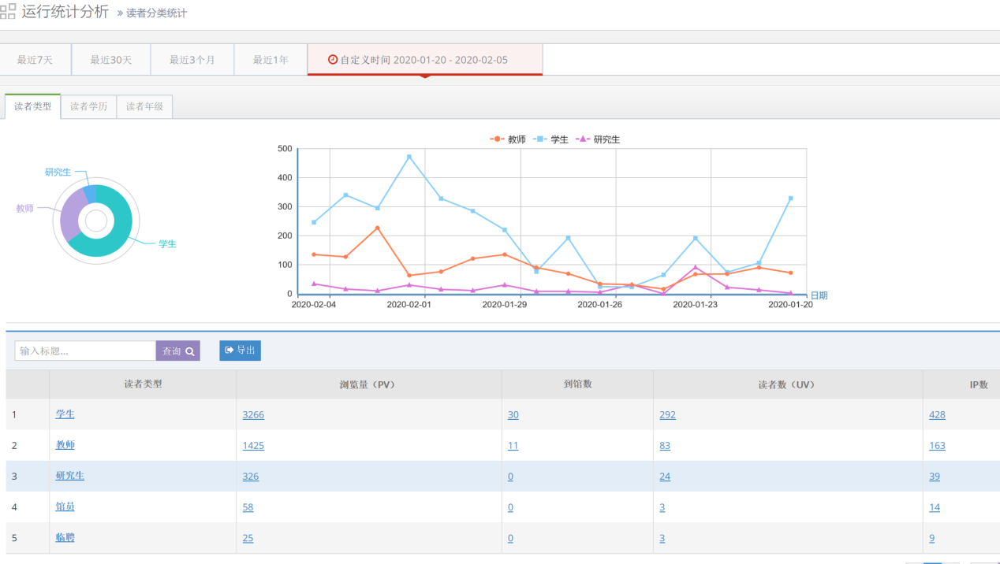 运行统计分析 » 读者分类统计
最近7天 最近30天 最近3个月 最近1年 自定义时间 2020-01-20 - 2020-02-05
读者类型 读者学历 读者年级
教师 学生 研究生
研究生
教师
学生
500
400
300
200
100
0
2020-02-04 2020-02-01 2020-01-29 2020-01-26 2020-01-23 2020-01-20
日期
输入标题... 查询 导出
读者类型 浏览量（PV） 到馆数 读者数（UV） IP数
1 学生 3266 30 292 428
2 教师 1425 11 83 163
3 研究生 326 0 24 39
4 馆员 58 0 3 14
5 临聘 25 0 3 9